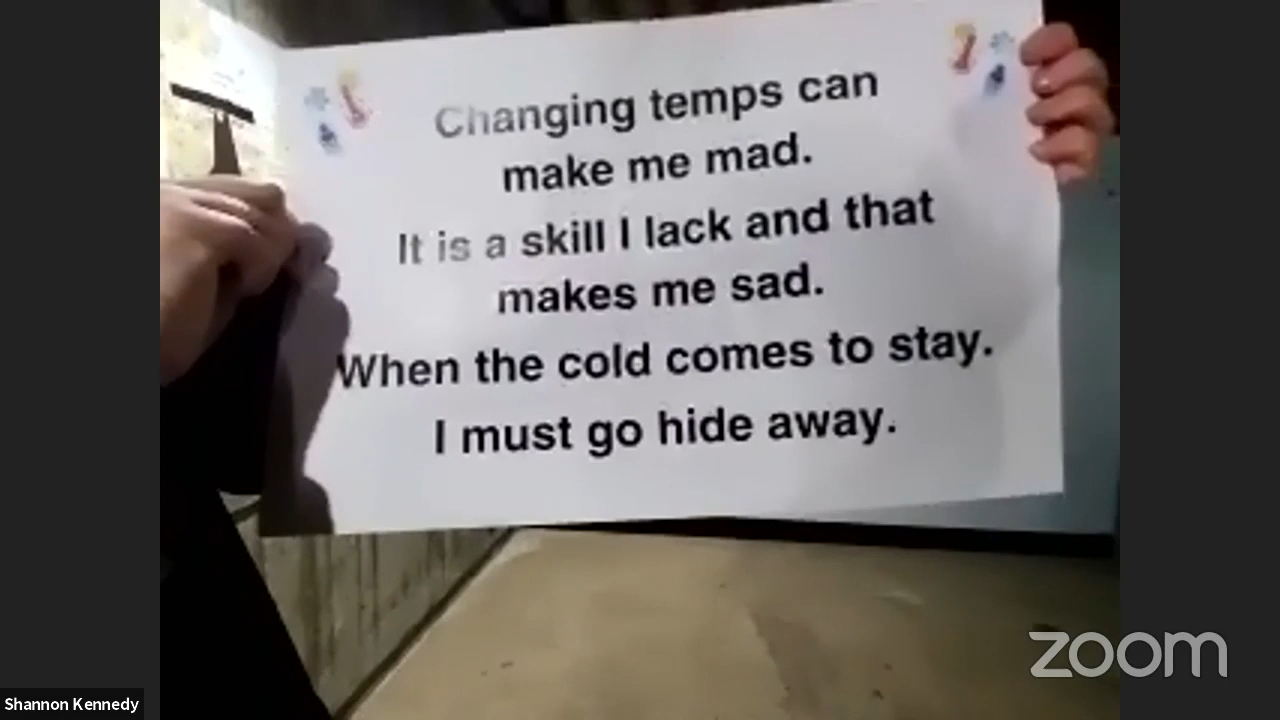 Changing temps can
make me mad.
It is a skill I lack and that
makes me sad.
When the cold comes to stay.
I must go hide away.
zoom
Shannon Kennedy